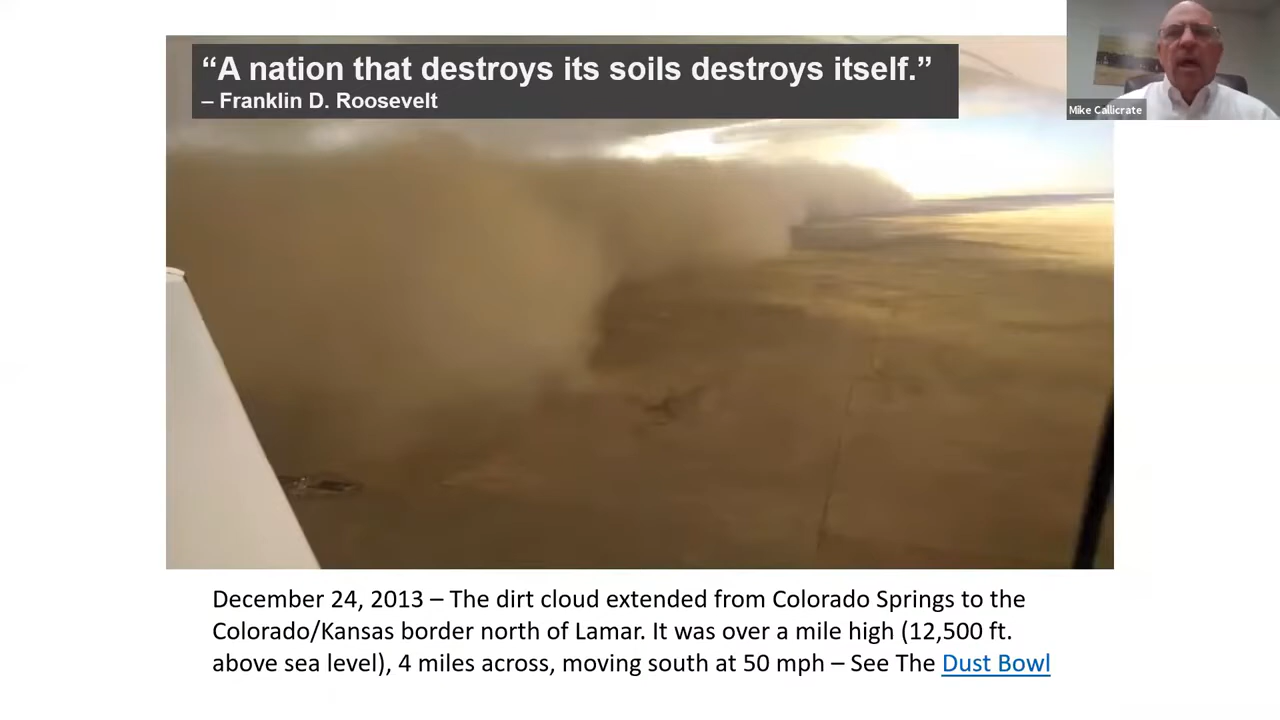 “A nation that destroys its soils destroys itself.”
– Franklin D. Roosevelt
Mike Callicrate
December 24, 2013 – The dirt cloud extended from Colorado Springs to the
Colorado/Kansas border north of Lamar. It was over a mile high (12,500 ft.
above sea level), 4 miles across, moving south at 50 mph – See The Dust Bowl